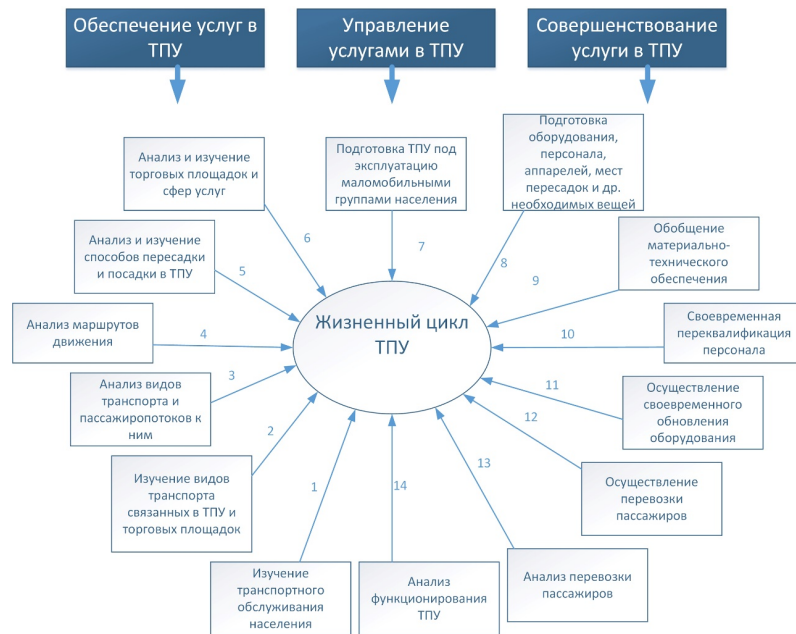 Обеспечение услуг в
ТПУ
Управление
услугами в ТПУ
Совершенствование
услуги в ТПУ
Анализ и изучение
торговых площадок и
сфер услуг
Подготовка ТПУ под
эксплуатацию
маломобильными
группами населения
Подготовка
оборудования,
персонала,
аппарелей, мест
пересадок и др.
необходимых вещей
Анализ и изучение
способов пересадки
и посадки в ТПУ
Обобщение
материально-
технического
обеспечения
Анализ маршрутов
движения
Своевременная
переквалификация
персонала
Анализ видов
транспорта и
пассажиропотоков к
ним
Осуществление
своевременного
обновления
оборудования
Изучение видов
транспорта
связанных в ТПУ и
торговых площадок
Осуществление
перевозки
пассажиров
Изучение
транспортного
обслуживания
населения
Анализ
функционирования
ТПУ
Анализ перевозки
пассажиров
Жизненный цикл
ТПУ
1
2
3
4
5
6
7
8
9
10
11
12
13
14